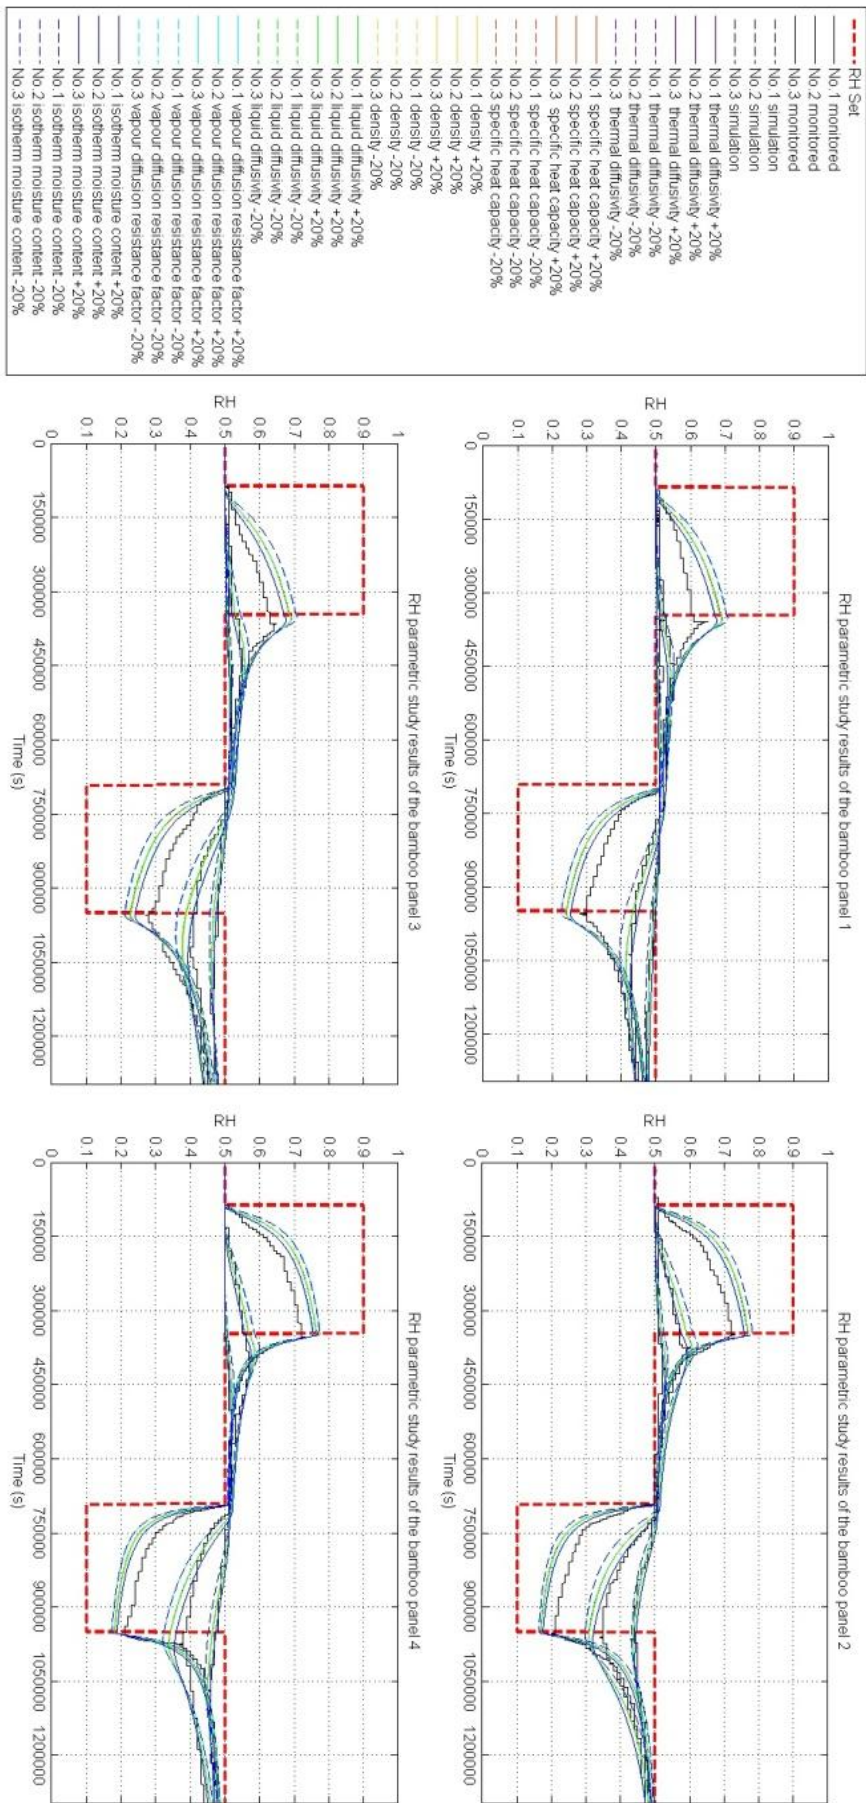 RH Set
No.1 monitored
No.2 monitored
No.3 monitored
No.1 simulation
No.2 simulation
No.3 simulation
No.1 thermal diffusivity +20%
No.2 thermal diffusivity +20%
No.3 thermal diffusivity +20%
No.1 thermal diffusivity -20%
No.2 thermal diffusivity -20%
No.3 thermal diffusivity -20%
No.1 specific heat capacity +20%
No.2 specific heat capacity +20%
No.3 specific heat capacity +20%
No.1 specific heat capacity -20%
No.2 specific heat capacity -20%
No.3 specific heat capacity -20%
No.1 density +20%
No.2 density +20%
No.3 density +20%
No.1 density -20%
No.2 density -20%
No.3 density -20%
No.1 liquid diffusivity +20%
No.2 liquid diffusivity +20%
No.3 liquid diffusivity +20%
No.1 liquid diffusivity -20%
No.2 liquid diffusivity -20%
No.3 liquid diffusivity -20%
No.1 vapour diffusion resistance factor +20%
No.2 vapour diffusion resistance factor +20%
No.3 vapour diffusion resistance factor +20%
No.1 vapour diffusion resistance factor -20%
No.2 vapour diffusion resistance factor -20%
No.3 vapour diffusion resistance factor -20%
No.1 isotherm moisture content +20%
No.2 isotherm moisture content +20%
No.3 isotherm moisture content +20%
No.1 isotherm moisture content -20%
No.2 isotherm moisture content -20%
No.3 isotherm moisture content -20%
RH parametric study results of the bamboo panel 1
RH
1
0.9
0.8
0.7
0.6
0.5
0.4
0.3
0.2
0.1
0
0 150000 300000 450000 600000 750000 900000 1050000 1200000
Time (s)
RH parametric study results of the bamboo panel 2
RH
1
0.9
0.8
0.7
0.6
0.5
0.4
0.3
0.2
0.1
0
0 150000 300000 450000 600000 750000 900000 1050000 1200000
Time (s)
RH parametric study results of the bamboo panel 3
RH
1
0.9
0.8
0.7
0.6
0.5
0.4
0.3
0.2
0.1
0
0 150000 300000 450000 600000 750000 900000 1050000 1200000
Time (s)
RH parametric study results of the bamboo panel 4
RH
1
0.9
0.8
0.7
0.6
0.5
0.4
0.3
0.2
0.1
0
0 150000 300000 450000 600000 750000 900000 1050000 1200000
Time (s)